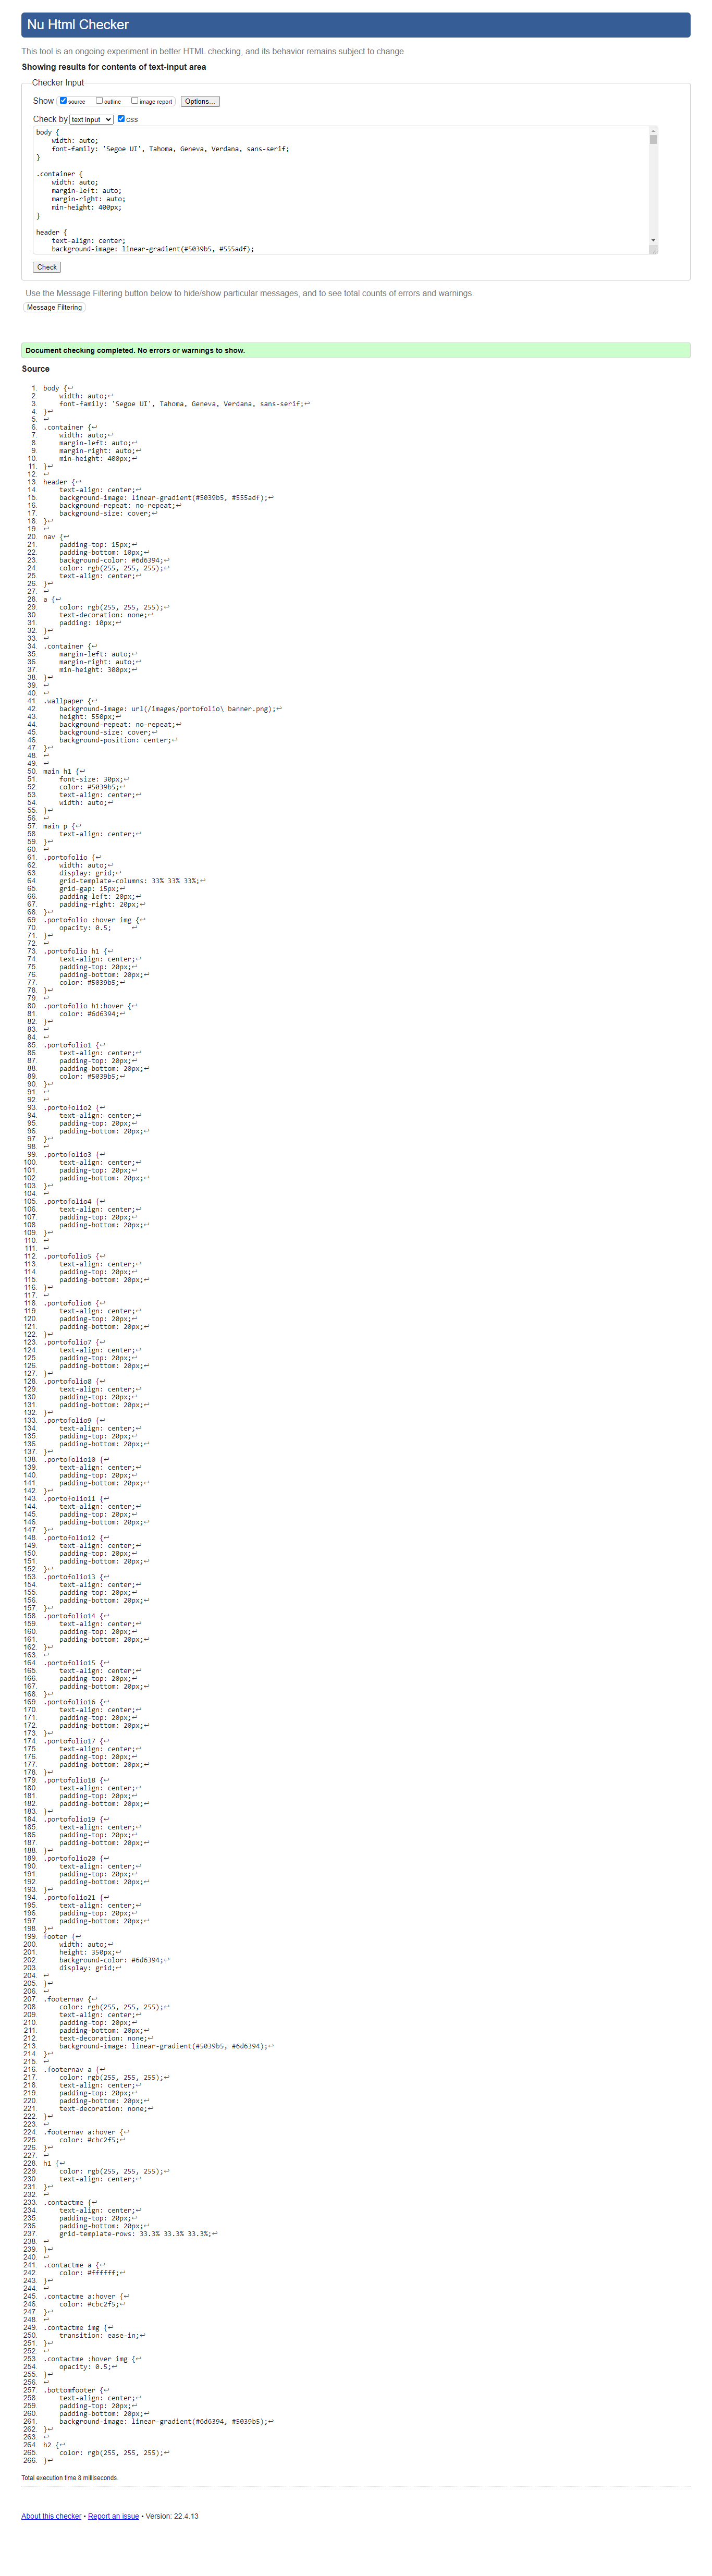 Nu Html Checker
This tool is an ongoing experiment in better HTML checking, and its behavior remains subject to change
Showing results for contents of text-input area
Checker Input
Show source outline image report Options...
Check by text input css
body {
    width: auto;
    font-family: 'Segoe UI', Tahoma, Geneva, Verdana, sans-serif;
}

.container {
    width: auto;
    margin-left: auto;
    margin-right: auto;
    min-height: 400px;
}

header {
    text-align: center;
    background-image: linear-gradient(#5039b5, #555adf);
Check
Use the Message Filtering button below to hide/show particular messages, and to see total counts of errors and warnings.
Message Filtering
Document checking completed. No errors or warnings to show.
Source
1. body {↩
2.     width: auto;↩
3.     font-family: 'Segoe UI', Tahoma, Geneva, Verdana, sans-serif;↩
4. }↩
5. ↩
6. .container {↩
7.     width: auto;↩
8.     margin-left: auto;↩
9.     margin-right: auto;↩
10.     min-height: 400px;↩
11. }↩
12. ↩
13. header {↩
14.     text-align: center;↩
15.     background-image: linear-gradient(#5039b5, #555adf);↩
16.     background-repeat: no-repeat;↩
17.     background-size: cover;↩
18. }↩
19. ↩
20. nav {↩
21.     padding-top: 15px;↩
22.     padding-bottom: 10px;↩
23.     background-color: #6d6394;↩
24.     color: rgb(255, 255, 255);↩
25.     text-align: center;↩
26. }↩
27. ↩
28. a {↩
29.     color: rgb(255, 255, 255);↩
30.     text-decoration: none;↩
31.     padding: 10px;↩
32. }↩
33. ↩
34. .container {↩
35.     margin-left: auto;↩
36.     margin-right: auto;↩
37.     min-height: 300px;↩
38. }↩
39. ↩
40. ↩
41. .wallpaper {↩
42.     background-image: url(/images/portofolio\ banner.png);↩
43.     height: 550px;↩
44.     background-repeat: no-repeat;↩
45.     background-size: cover;↩
46.     background-position: center;↩
47. }↩
48. ↩
49. ↩
50. main h1 {↩
51.     font-size: 30px;↩
52.     color: #5039b5;↩
53.     text-align: center;↩
54.     width: auto;↩
55. }↩
56. ↩
57. main p {↩
58.     text-align: center;↩
59. }↩
60. ↩
61. .portofolio {↩
62.     width: auto;↩
63.     display: grid;↩
64.     grid-template-columns: 33% 33% 33%;↩
65.     grid-gap: 15px;↩
66.     padding-left: 20px;↩
67.     padding-right: 20px;↩
68. }↩
69. .portofolio :hover img {↩
70.     opacity: 0.5;     ↩
71. }↩
72. ↩
73. .portofolio h1 {↩
74.     text-align: center;↩
75.     padding-top: 20px;↩
76.     padding-bottom: 20px;↩
77.     color: #5039b5;↩
78. }↩
79. ↩
80. .portofolio h1:hover {↩
81.     color: #6d6394;↩
82. }↩
83. ↩
84. ↩
85. .portofolio1 {↩
86.     text-align: center;↩
87.     padding-top: 20px;↩
88.     padding-bottom: 20px;↩
89.     color: #5039b5;↩
90. }↩
91. ↩
92. ↩
93. .portofolio2 {↩
94.     text-align: center;↩
95.     padding-top: 20px;↩
96.     padding-bottom: 20px;↩
97. }↩
98. ↩
99. .portofolio3 {↩
100.     text-align: center;↩
101.     padding-top: 20px;↩
102.     padding-bottom: 20px;↩
103. }↩
104. ↩
105. .portofolio4 {↩
106.     text-align: center;↩
107.     padding-top: 20px;↩
108.     padding-bottom: 20px;↩
109. }↩
110. ↩
111. ↩
112. .portofolio5 {↩
113.     text-align: center;↩
114.     padding-top: 20px;↩
115.     padding-bottom: 20px;↩
116. }↩
117. ↩
118. .portofolio6 {↩
119.     text-align: center;↩
120.     padding-top: 20px;↩
121.     padding-bottom: 20px;↩
122. }↩
123. .portofolio7 {↩
124.     text-align: center;↩
125.     padding-top: 20px;↩
126.     padding-bottom: 20px;↩
127. }↩
128. .portofolio8 {↩
129.     text-align: center;↩
130.     padding-top: 20px;↩
131.     padding-bottom: 20px;↩
132. }↩
133. .portofolio9 {↩
134.     text-align: center;↩
135.     padding-top: 20px;↩
136.     padding-bottom: 20px;↩
137. }↩
138. .portofolio10 {↩
139.     text-align: center;↩
140.     padding-top: 20px;↩
141.     padding-bottom: 20px;↩
142. }↩
143. .portofolio11 {↩
144.     text-align: center;↩
145.     padding-top: 20px;↩
146.     padding-bottom: 20px;↩
147. }↩
148. .portofolio12 {↩
149.     text-align: center;↩
150.     padding-top: 20px;↩
151.     padding-bottom: 20px;↩
152. }↩
153. .portofolio13 {↩
154.     text-align: center;↩
155.     padding-top: 20px;↩
156.     padding-bottom: 20px;↩
157. }↩
158. .portofolio14 {↩
159.     text-align: center;↩
160.     padding-top: 20px;↩
161.     padding-bottom: 20px;↩
162. }↩
163. ↩
164. .portofolio15 {↩
165.     text-align: center;↩
166.     padding-top: 20px;↩
167.     padding-bottom: 20px;↩
168. }↩
169. .portofolio16 {↩
170.     text-align: center;↩
171.     padding-top: 20px;↩
172.     padding-bottom: 20px;↩
173. }↩
174. .portofolio17 {↩
175.     text-align: center;↩
176.     padding-top: 20px;↩
177.     padding-bottom: 20px;↩
178. }↩
179. .portofolio18 {↩
180.     text-align: center;↩
181.     padding-top: 20px;↩
182.     padding-bottom: 20px;↩
183. }↩
184. .portofolio19 {↩
185.     text-align: center;↩
186.     padding-top: 20px;↩
187.     padding-bottom: 20px;↩
188. }↩
189. .portofolio20 {↩
190.     text-align: center;↩
191.     padding-top: 20px;↩
192.     padding-bottom: 20px;↩
193. }↩
194. .portofolio21 {↩
195.     text-align: center;↩
196.     padding-top: 20px;↩
197.     padding-bottom: 20px;↩
198. }↩
199. footer {↩
200.     width: auto;↩
201.     height: 350px;↩
202.     background-color: #6d6394;↩
203.     display: grid;↩
204. ↩
205. }↩
206. ↩
207. .footernav {↩
208.     color: rgb(255, 255, 255);↩
209.     text-align: center;↩
210.     padding-top: 20px;↩
211.     padding-bottom: 20px;↩
212.     text-decoration: none;↩
213.     background-image: linear-gradient(#5039b5, #6d6394);↩
214. }↩
215. ↩
216. .footernav a {↩
217.     color: rgb(255, 255, 255);↩
218.     text-align: center;↩
219.     padding-top: 20px;↩
220.     padding-bottom: 20px;↩
221.     text-decoration: none;↩
222. }↩
223. ↩
224. .footernav a:hover {↩
225.     color: #cbc2f5;↩
226. }↩
227. ↩
228. h1 {↩
229.     color: rgb(255, 255, 255);↩
230.     text-align: center;↩
231. }↩
232. ↩
233. .contactme {↩
234.     text-align: center;↩
235.     padding-top: 20px;↩
236.     padding-bottom: 20px;↩
237.     grid-template-rows: 33.3% 33.3% 33.3%;↩
238. ↩
239. }↩
240. ↩
241. .contactme a {↩
242.     color: #ffffff;↩
243. }↩
244. ↩
245. .contactme a:hover {↩
246.     color: #cbc2f5;↩
247. }↩
248. ↩
249. .contactme img {↩
250.     transition: ease-in;↩
251. }↩
252. ↩
253. .contactme :hover img {↩
254.     opacity: 0.5;↩
255. }↩
256. ↩
257. .bottomfooter {↩
258.     text-align: center;↩
259.     padding-top: 20px;↩
260.     padding-bottom: 20px;↩
261.     background-image: linear-gradient(#6d6394, #5039b5);↩
262. }↩
263. ↩
264. h2 {↩
265.     color: rgb(255, 255, 255);↩
266. }↩
Total execution time 8 milliseconds.
About this checker • Report an issue • Version: 22.4.13